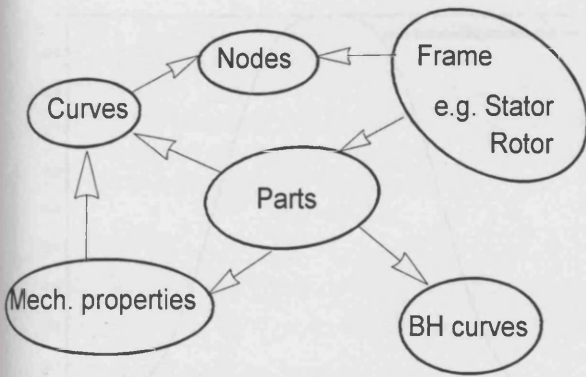 Nodes
Frame
e.g. Stator
Rotor
Curves
Parts
Mech. properties
BH curves